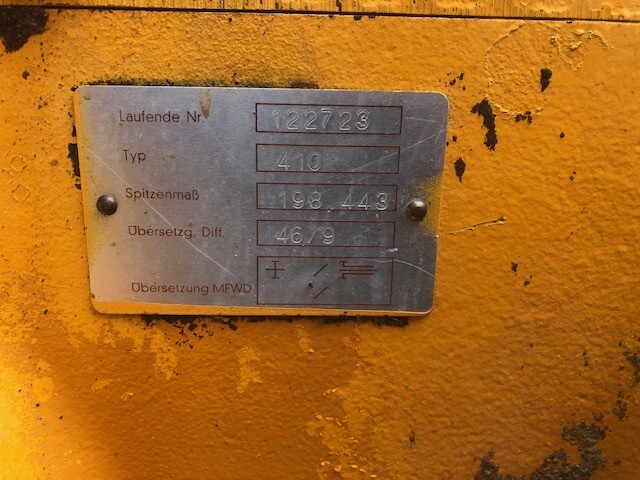 Laufende Nr. 122723
Typ 410
Spitzenmaß 198,443
Übersetzg. Diff. 46/9
Übersetzung MFWD / /